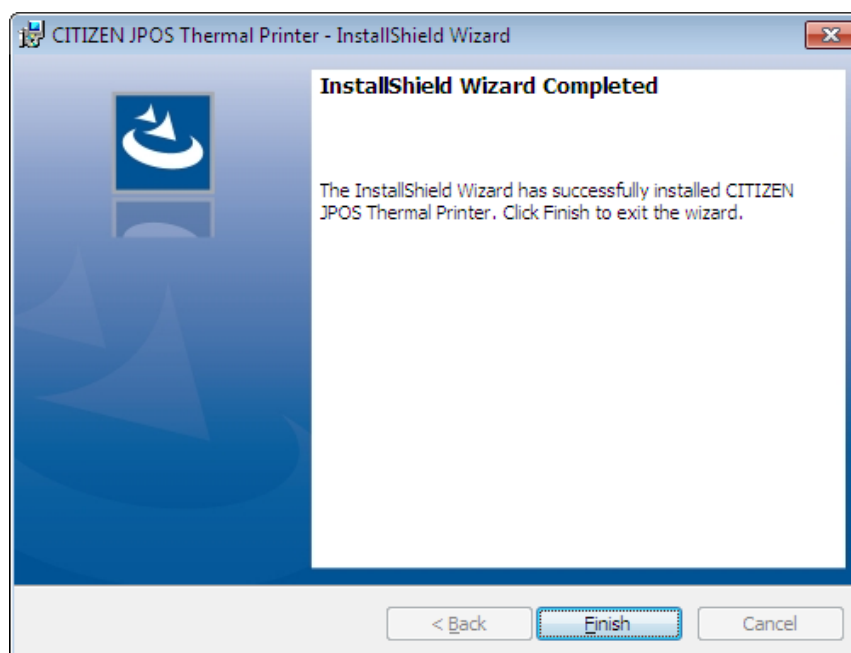 CITIZEN JPOS Thermal Printer - InstallShield Wizard
InstallShield Wizard Completed
The InstallShield Wizard has successfully installed CITIZEN
JPOS Thermal Printer. Click Finish to exit the wizard.
< Back
Finish
Cancel